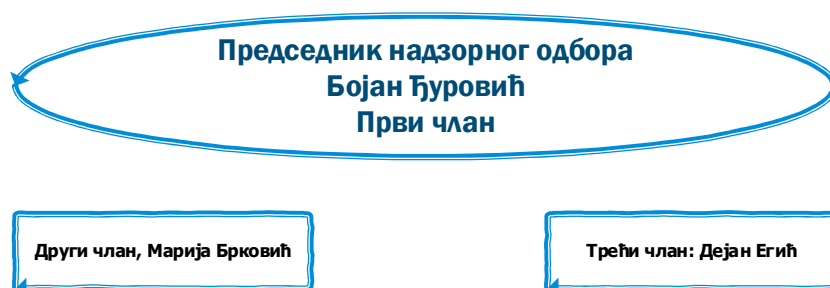 Председник надзорног одбора
Бојан Ђуровић
Први члан
Други члан, Марија Брковић
Трећи члан: Дејан Егић